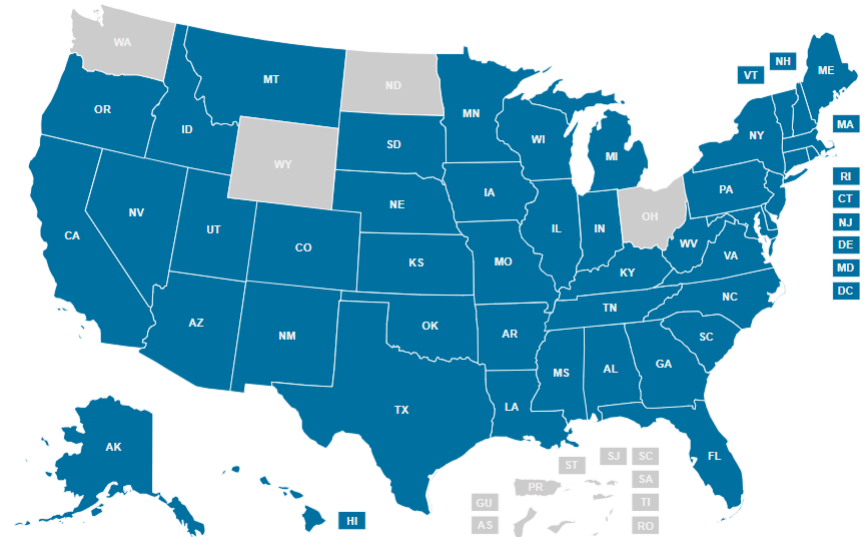 WA
MT
ND
MN
VT
NH
ME
OR
ID
WY
SD
WI
MI
NY
MA
NV
UT
CO
NE
IA
IL
IN
OH
PA
RI
CT
NJ
DE
MD
DC
CA
KS
MO
KY
WV
VA
AZ
NM
OK
AR
TN
NC
SC
TX
LA
MS
AL
GA
FL
AK
HI
ST
SJ
SC
PR
SA
GU
TI
AS
RO